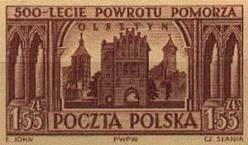 500-LECIE POWROTU POMORZA
OLSZTYN
ZŁ ZŁ
1.55 1.55
POCZTA POLSKA
E. JOHN PWPW CZ. SŁANIA